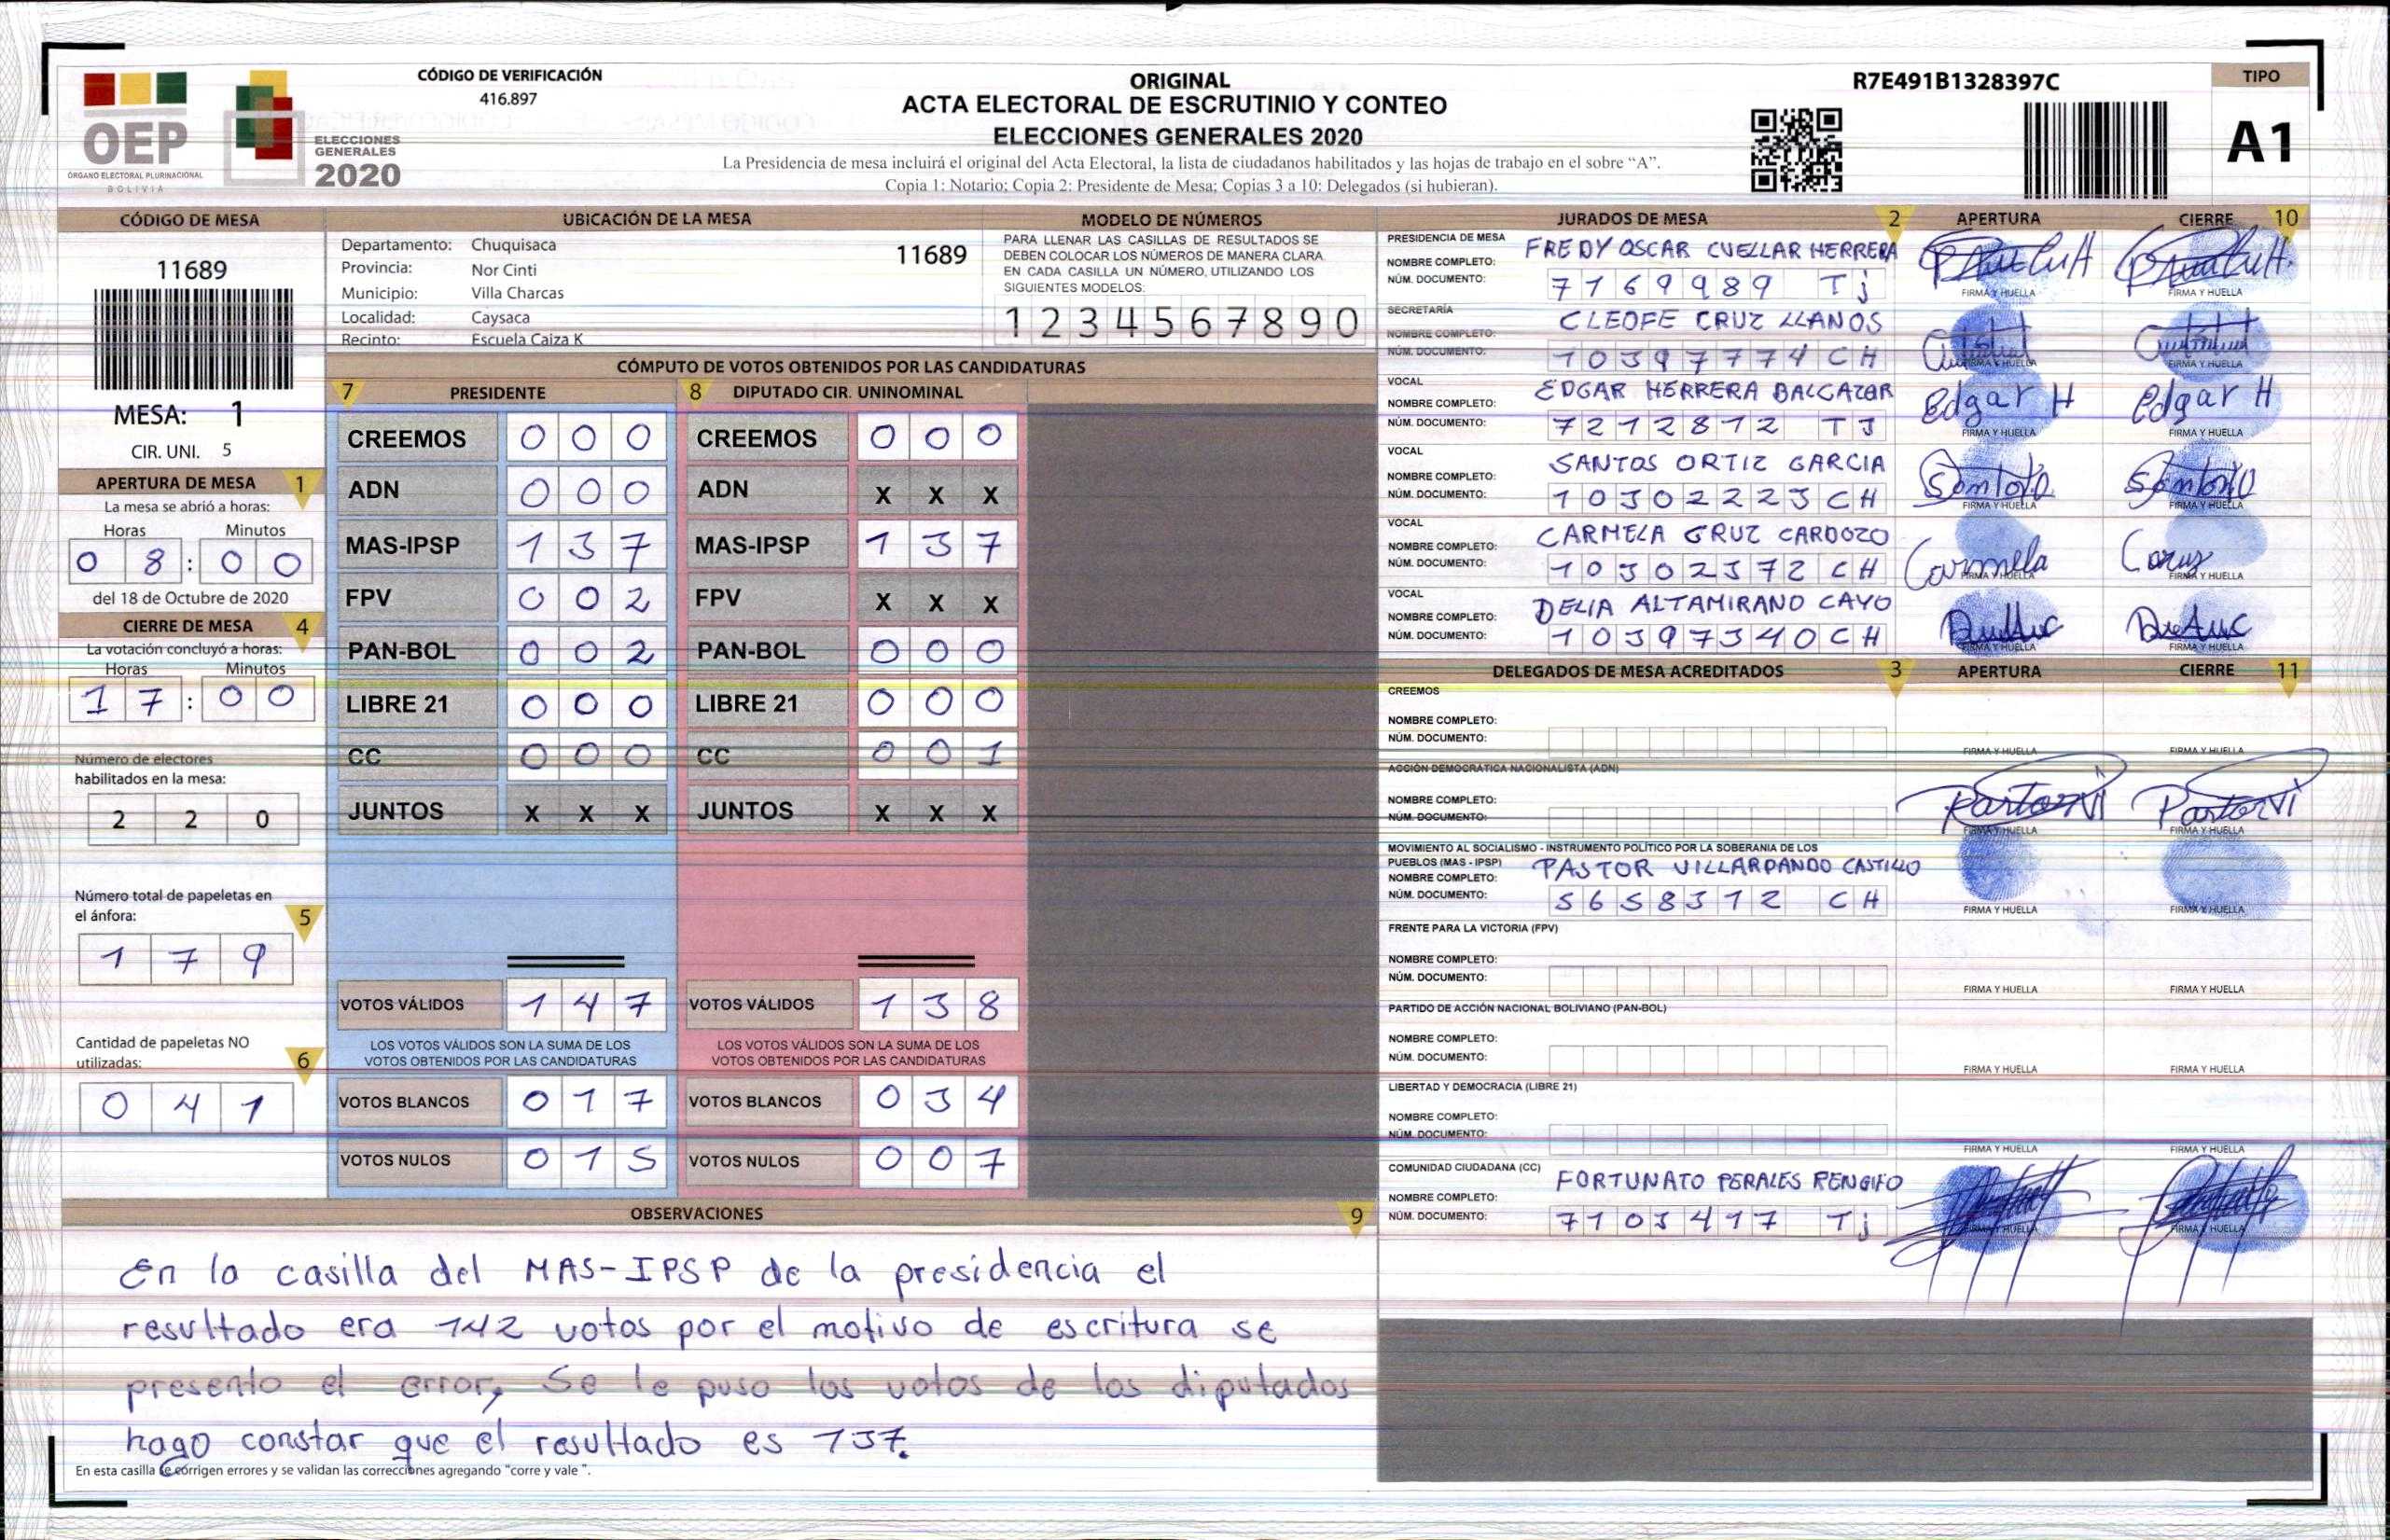 CÓDIGO DE VERIFICACIÓN
416.897
OEP
ÓRGANO ELECTORAL PLURINACIONAL
BOLIVIA
ELECCIONES
GENERALES
2020
ORIGINAL
ACTA ELECTORAL DE ESCRUTINIO Y CONTEO
ELECCIONES GENERALES 2020
La Presidencia de mesa incluirá el original del Acta Electoral, la lista de ciudadanos habilitados y las hojas de trabajo en el sobre "A".
Copia 1: Notario; Copia 2: Presidente de Mesa; Copias 3 a 10: Delegados (si hubieran).
R7E491B1328397C
TIPO
A1
CÓDIGO DE MESA
11689
MESA: 1
CIR. UNI. 5
APERTURA DE MESA 1
La mesa se abrió a horas:
Horas Minutos
0 8 : 0 0
del 18 de Octubre de 2020
CIERRE DE MESA 4
La votación concluyó a horas:
Horas Minutos
1 7 : 0 0
Número de electores
habilitados en la mesa:
2 2 0
Número total de papeletas en
el ánfora: 5
1 7 9
Cantidad de papeletas NO
utilizadas: 6
0 4 1
UBICACIÓN DE LA MESA
Departamento: Chuquisaca 11689
Provincia: Nor Cinti
Municipio: Villa Charcas
Localidad: Caysaca
Recinto: Escuela Caiza K
MODELO DE NÚMEROS
PARA LLENAR LAS CASILLAS DE RESULTADOS SE
DEBEN COLOCAR LOS NÚMEROS DE MANERA CLARA
EN CADA CASILLA UN NÚMERO, UTILIZANDO LOS
SIGUIENTES MODELOS:
1 2 3 4 5 6 7 8 9 0
CÓMPUTO DE VOTOS OBTENIDOS POR LAS CANDIDATURAS
7 PRESIDENTE 8 DIPUTADO CIR. UNINOMINAL
CREEMOS 0 0 0 CREEMOS 0 0 0
ADN 0 0 0 ADN X X X
MAS-IPSP 1 3 7 MAS-IPSP 1 3 7
FPV 0 0 2 FPV X X X
PAN-BOL 0 0 2 PAN-BOL 0 0 0
LIBRE 21 0 0 0 LIBRE 21 0 0 0
CC 0 0 0 CC 0 0 1
JUNTOS X X X JUNTOS X X X
VOTOS VÁLIDOS 1 4 7 VOTOS VÁLIDOS 1 3 8
LOS VOTOS VÁLIDOS SON LA SUMA DE LOS LOS VOTOS VÁLIDOS SON LA SUMA DE LOS
VOTOS OBTENIDOS POR LAS CANDIDATURAS VOTOS OBTENIDOS POR LAS CANDIDATURAS
VOTOS BLANCOS 0 1 7 VOTOS BLANCOS 0 3 4
VOTOS NULOS 0 1 5 VOTOS NULOS 0 0 7
OBSERVACIONES 9
En la casilla del MAS-IPSP de la presidencia el
resultado era 142 votos por el motivo de escritura se
presento el error, Se le puso los votos de los diputados
hago constar que el resultado es 137.
En esta casilla se corrigen errores y se validan las correcciones agregando "corre y vale ".
JURADOS DE MESA 2 APERTURA CIERRE 10
PRESIDENCIA DE MESA
NOMBRE COMPLETO: FREDY OSCAR CUELLAR HERRERA
NÚM. DOCUMENTO: 7169989 Tj
FIRMA Y HUELLA FIRMA Y HUELLA
SECRETARÍA
NOMBRE COMPLETO: CLEOFE CRUZ LLANOS
NÚM. DOCUMENTO: 10397774 CH
FIRMA Y HUELLA FIRMA Y HUELLA
VOCAL
NOMBRE COMPLETO: EDGAR HERRERA BALCAZAR
NÚM. DOCUMENTO: 7212812 TJ
Edgar H Edgar H
FIRMA Y HUELLA FIRMA Y HUELLA
VOCAL
NOMBRE COMPLETO: SANTOS ORTIZ GARCIA
NÚM. DOCUMENTO: 10302223 CH
FIRMA Y HUELLA FIRMA Y HUELLA
VOCAL
NOMBRE COMPLETO: CARMELA CRUZ CARDOZO
NÚM. DOCUMENTO: 10302372 CH
Carmela
FIRMA Y HUELLA FIRMA Y HUELLA
VOCAL
NOMBRE COMPLETO: DELIA ALTAMIRANO CAYO
NÚM. DOCUMENTO: 10397340 CH
FIRMA Y HUELLA FIRMA Y HUELLA
DELEGADOS DE MESA ACREDITADOS 3 APERTURA CIERRE 11
CREEMOS
NOMBRE COMPLETO:
NÚM. DOCUMENTO:
FIRMA Y HUELLA FIRMA Y HUELLA
ACCIÓN DEMOCRÁTICA NACIONALISTA (ADN)
NOMBRE COMPLETO:
NÚM. DOCUMENTO:
FIRMA Y HUELLA FIRMA Y HUELLA
MOVIMIENTO AL SOCIALISMO - INSTRUMENTO POLÍTICO POR LA SOBERANIA DE LOS
PUEBLOS (MAS - IPSP)
NOMBRE COMPLETO: PASTOR VILLARPANDO CASTILLO
NÚM. DOCUMENTO: 5658312 CH
FIRMA Y HUELLA FIRMA Y HUELLA
FRENTE PARA LA VICTORIA (FPV)
NOMBRE COMPLETO:
NÚM. DOCUMENTO:
FIRMA Y HUELLA FIRMA Y HUELLA
PARTIDO DE ACCIÓN NACIONAL BOLIVIANO (PAN-BOL)
NOMBRE COMPLETO:
NÚM. DOCUMENTO:
FIRMA Y HUELLA FIRMA Y HUELLA
LIBERTAD Y DEMOCRACIA (LIBRE 21)
NOMBRE COMPLETO:
NÚM. DOCUMENTO:
FIRMA Y HUELLA FIRMA Y HUELLA
COMUNIDAD CIUDADANA (CC)
NOMBRE COMPLETO: FORTUNATO PERALES RENGIFO
NÚM. DOCUMENTO: 7103417 Tj
FIRMA Y HUELLA FIRMA Y HUELLA